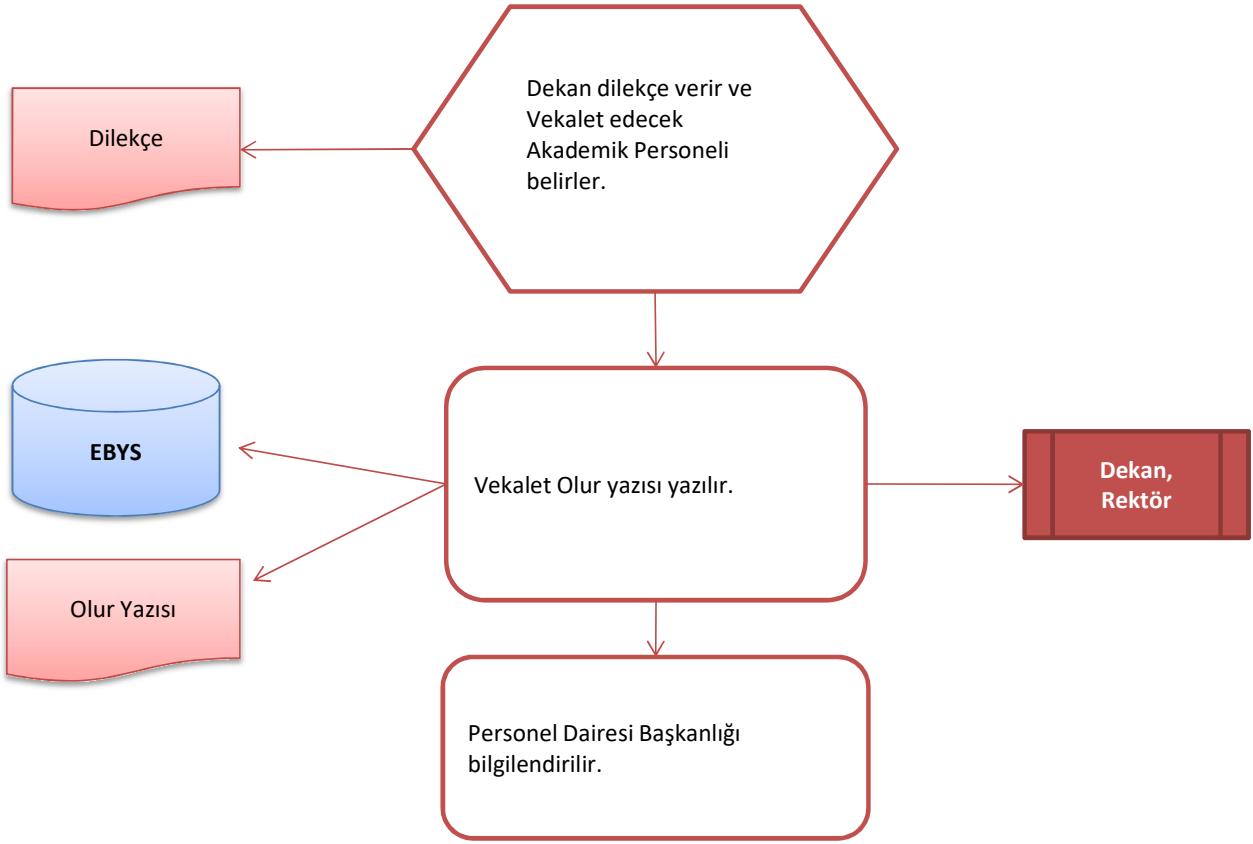 Dekan dilekçe verir ve
Vekalet edecek
Akademik Personeli
belirler.
Dilekçe
EBYS
Vekalet Olur yazısı yazılır.
Dekan,
Rektör
Olur Yazısı
Personel Dairesi Başkanlığı
bilgilendirilir.